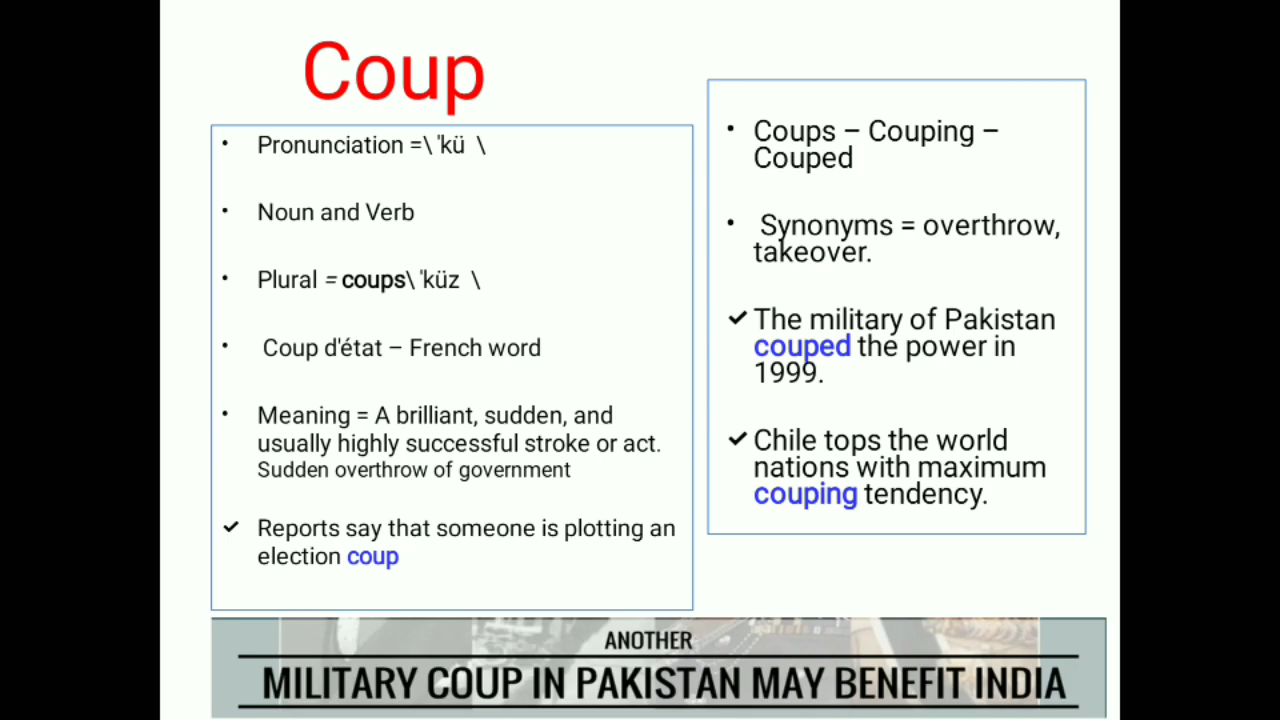 Coup
Pronunciation =\ 'kü \
Noun and Verb
Plural = coups\ 'küz \
Coup d'état – French word
Meaning = A brilliant, sudden, and
usually highly successful stroke or act.
Sudden overthrow of government
Reports say that someone is plotting an
election coup
Coups – Couping –
Couped
Synonyms = overthrow,
takeover.
The military of Pakistan
couped the power in
1999.
Chile tops the world
nations with maximum
couping tendency.
ANOTHER
MILITARY COUP IN PAKISTAN MAY BENEFIT INDIA